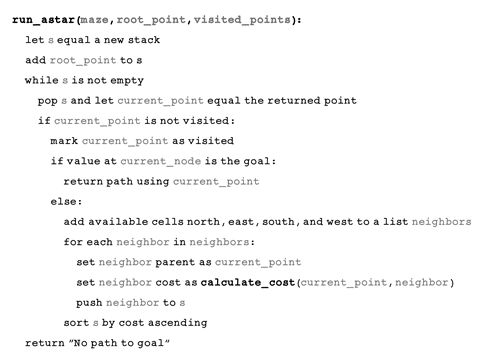 run_astar(maze,root_point,visited_points):
let s equal a new stack
add root_point to s
while s is not empty
pop s and let current_point equal the returned point
if current_point is not visited:
mark current_point as visited
if value at current_node is the goal:
return path using current_point
else:
add available cells north,east,south,and west to a list neighbors
for each neighbor in neighbors:
set neighbor parent as current_point
set neighbor cost as calculate_cost(current_point,neighbor)
push neighbor to s
sort s by cost ascending
return "No path to goal"